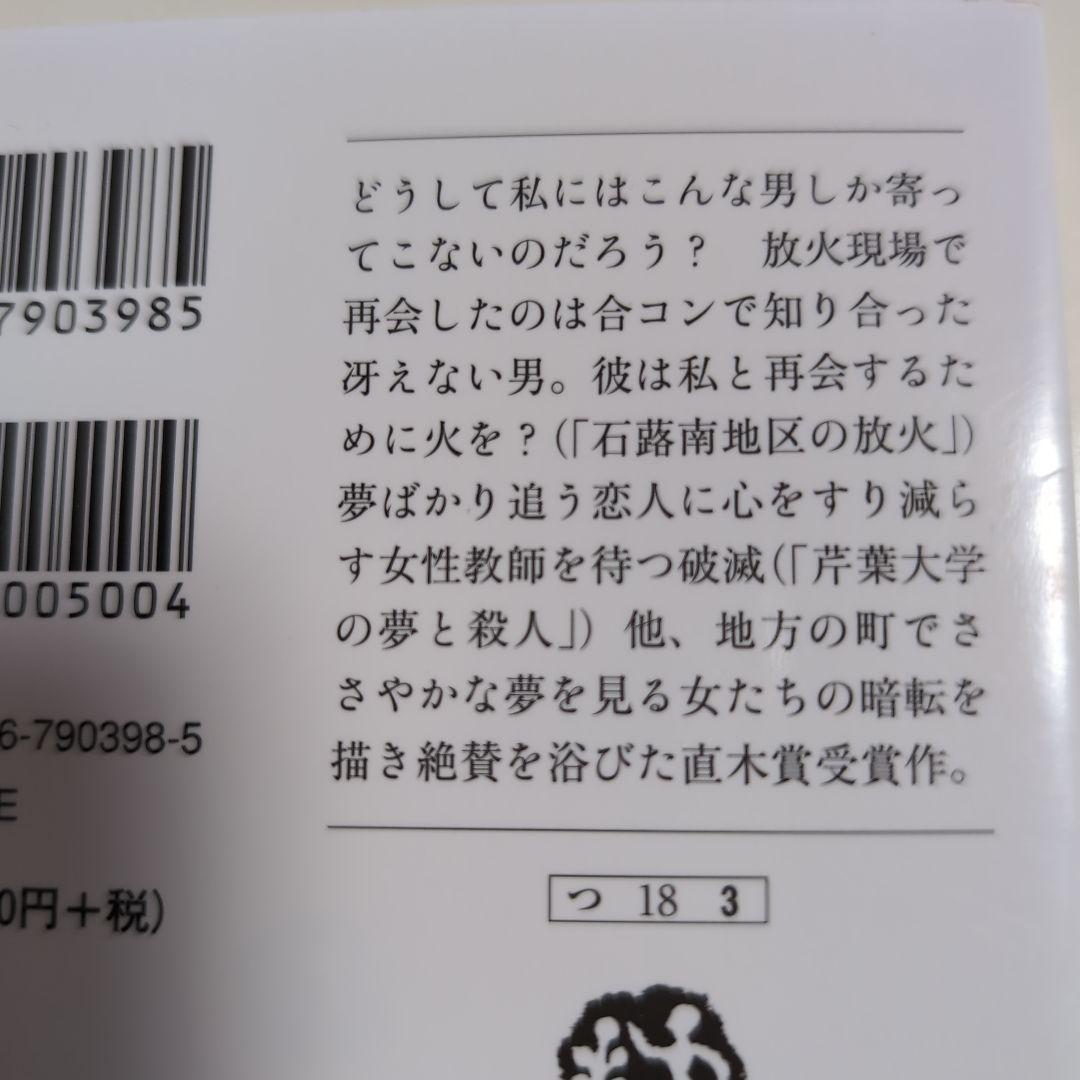 どうして私にはこんな男しか寄っ
てこないのだろう？　放火現場で
再会したのは合コンで知り合った
冴えない男。彼は私と再会するた
めに火を？(「石蕗南地区の放火」)
夢ばかり追う恋人に心をすり減ら
す女性教師を待つ破滅(「芹葉大学
の夢と殺人」) 他、地方の町でさ
さやかな夢を見る女たちの暗転を
描き絶賛を浴びた直木賞受賞作。
つ 18 3
7903985
005004
6-790398-5
E
0円＋税)